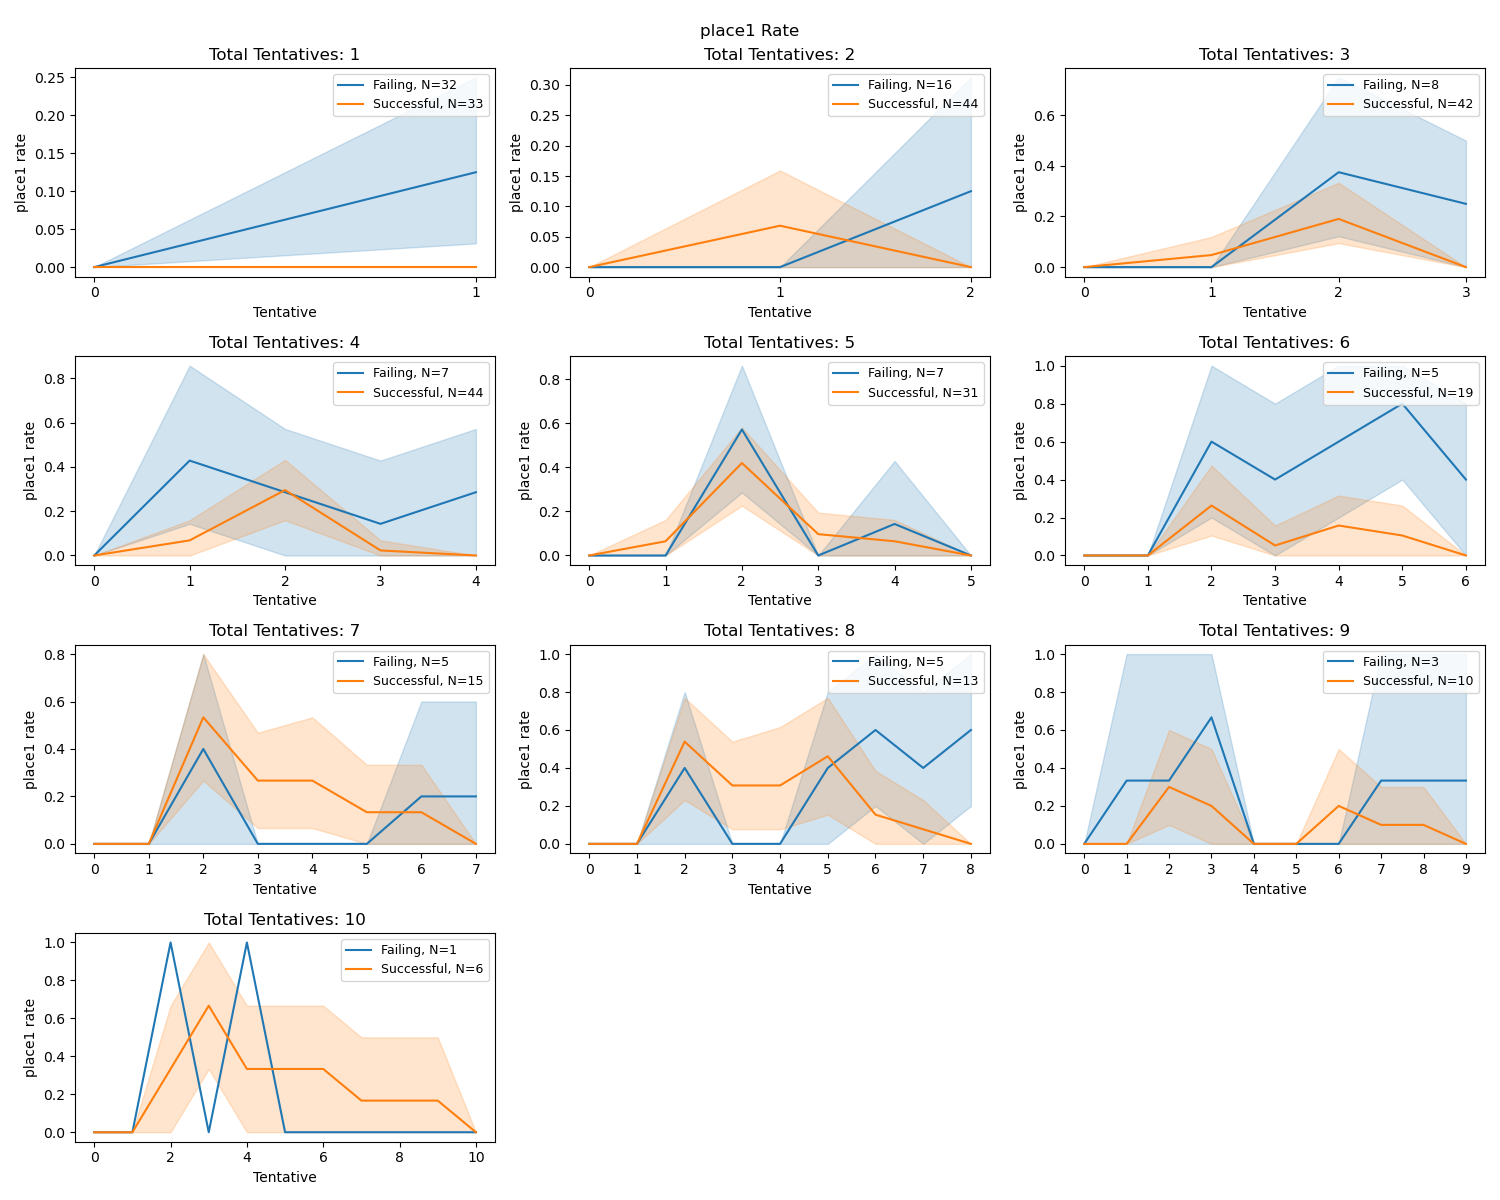 place1 Rate
Total Tentatives: 1
0.25
0.20
0.15
0.10
0.05
0.00
place1 rate
Failing, N=32
Successful, N=33
0 1
Tentative
Total Tentatives: 2
0.30
0.25
0.20
0.15
0.10
0.05
0.00
place1 rate
Failing, N=16
Successful, N=44
0 1 2
Tentative
Total Tentatives: 3
0.6
0.4
0.2
0.0
place1 rate
Failing, N=8
Successful, N=42
0 1 2 3
Tentative
Total Tentatives: 4
0.8
0.6
0.4
0.2
0.0
place1 rate
Failing, N=7
Successful, N=44
0 1 2 3 4
Tentative
Total Tentatives: 5
0.8
0.6
0.4
0.2
0.0
place1 rate
Failing, N=7
Successful, N=31
0 1 2 3 4 5
Tentative
Total Tentatives: 6
1.0
0.8
0.6
0.4
0.2
0.0
place1 rate
Failing, N=5
Successful, N=19
0 1 2 3 4 5 6
Tentative
Total Tentatives: 7
0.8
0.6
0.4
0.2
0.0
place1 rate
Failing, N=5
Successful, N=15
0 1 2 3 4 5 6 7
Tentative
Total Tentatives: 8
1.0
0.8
0.6
0.4
0.2
0.0
place1 rate
Failing, N=5
Successful, N=13
0 1 2 3 4 5 6 7 8
Tentative
Total Tentatives: 9
1.0
0.8
0.6
0.4
0.2
0.0
place1 rate
Failing, N=3
Successful, N=10
0 1 2 3 4 5 6 7 8 9
Tentative
Total Tentatives: 10
1.0
0.8
0.6
0.4
0.2
0.0
place1 rate
Failing, N=1
Successful, N=6
0 2 4 6 8 10
Tentative